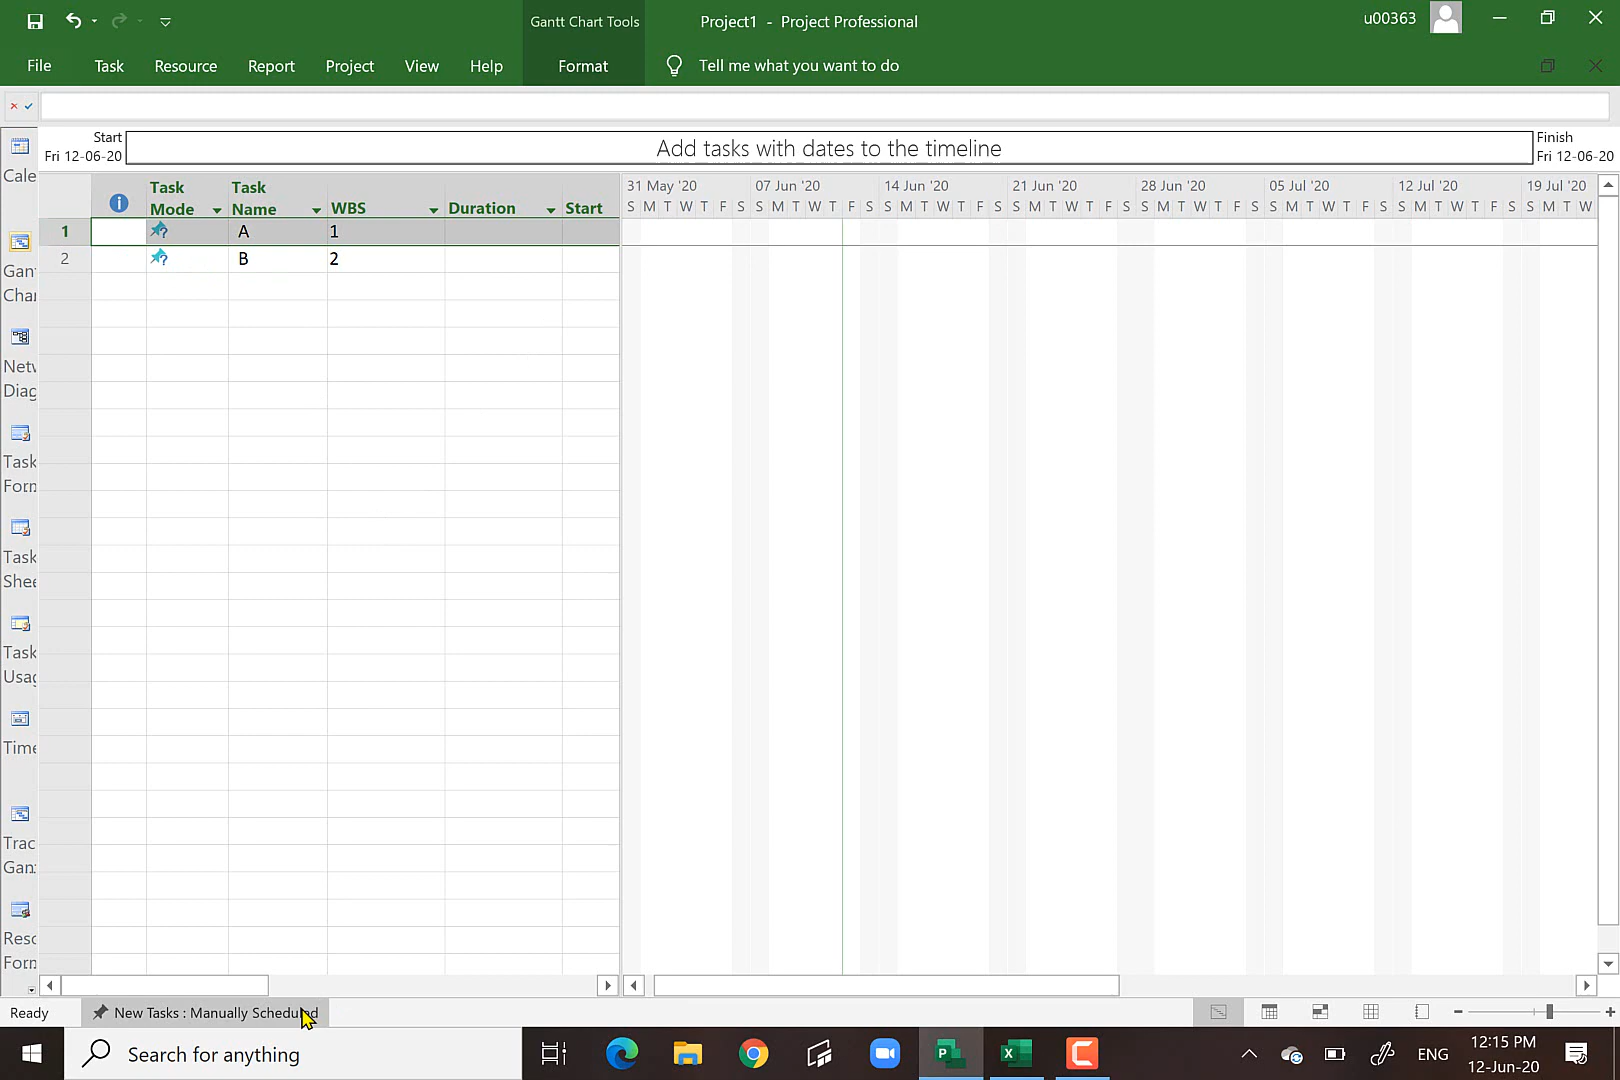 Gantt Chart Tools
Project1 - Project Professional
u00363
File Task Resource Report Project View Help Format Tell me what you want to do
Start
Fri 12-06-20
Add tasks with dates to the timeline
Finish
Fri 12-06-20
Cale
Gan
Char
Netw
Diag
Task
Form
Task
Shee
Task
Usag
Time
Trac
Gan
Reso
Form
Task Mode
Task Name
WBS
Duration
Start
31 May '20 07 Jun '20 14 Jun '20 21 Jun '20 28 Jun '20 05 Jul '20 12 Jul '20 19 Jul '20
S M T W T F S S M T W T F S S M T W T F S S M T W T F S S M T W T F S S M T W T F S S M T W T F S S M T W
1 A 1
2 B 2
Ready
New Tasks : Manually Scheduled
Search for anything
ENG
12:15 PM
12-Jun-20